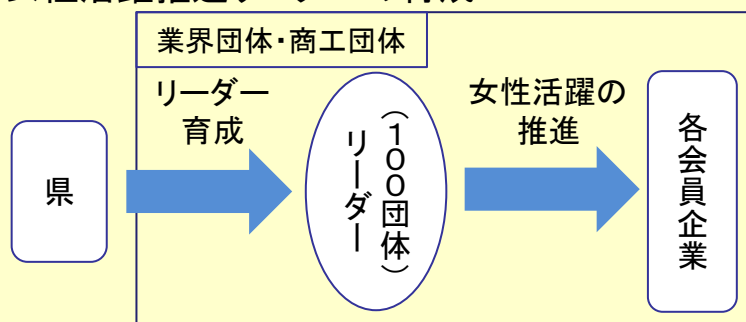 業界団体・商工団体
リーダー
育成
女性活躍の
推進
県
リーダー
(100団体)
各会員企業